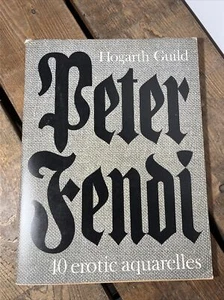 Hogarth Guild
Peter
Fendi
40 erotic aquarelles